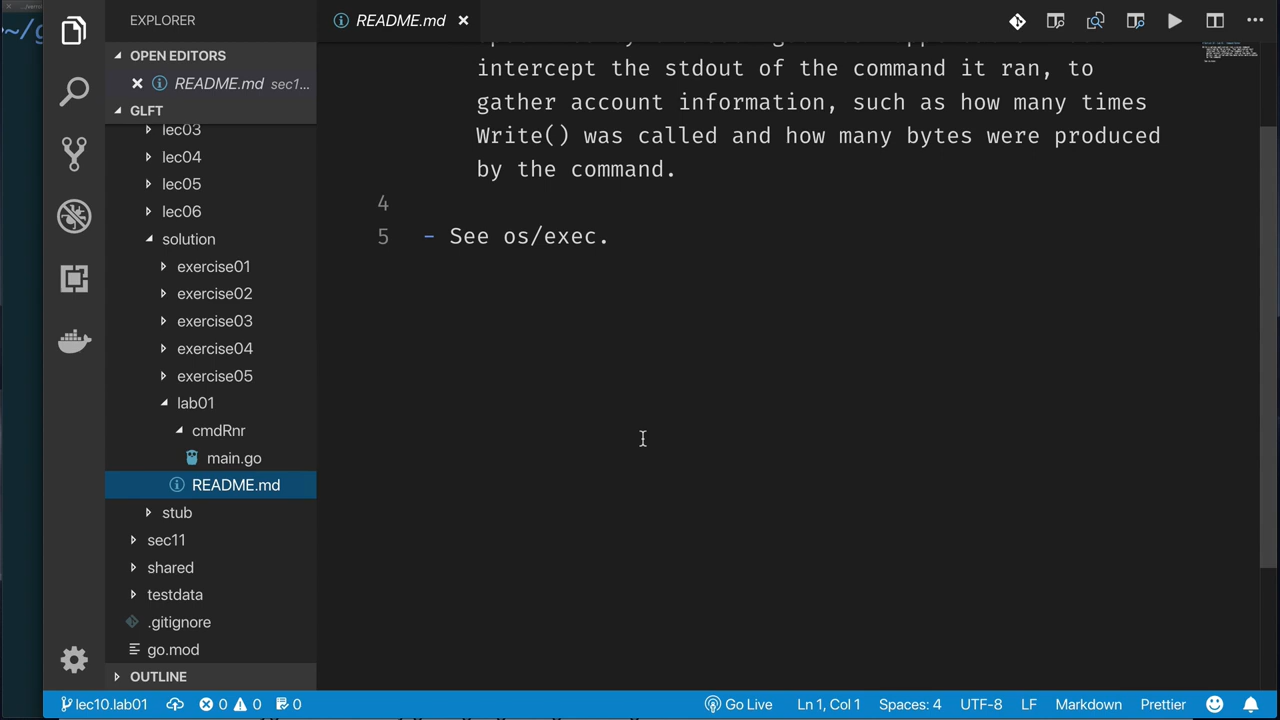 EXPLORER
README.md
OPEN EDITORS
README.md sec1...
GLFT
lec03
lec04
lec05
lec06
solution
exercise01
exercise02
exercise03
exercise04
exercise05
lab01
cmdRnr
main.go
README.md
stub
sec11
shared
testdata
.gitignore
go.mod
OUTLINE
intercept the stdout of the command it ran, to
gather account information, such as how many times
Write() was called and how many bytes were produced
by the command.
4
5 - See os/exec.
lec10.lab01 0 0 0 Go Live Ln 1, Col 1 Spaces: 4 UTF-8 LF Markdown Prettier